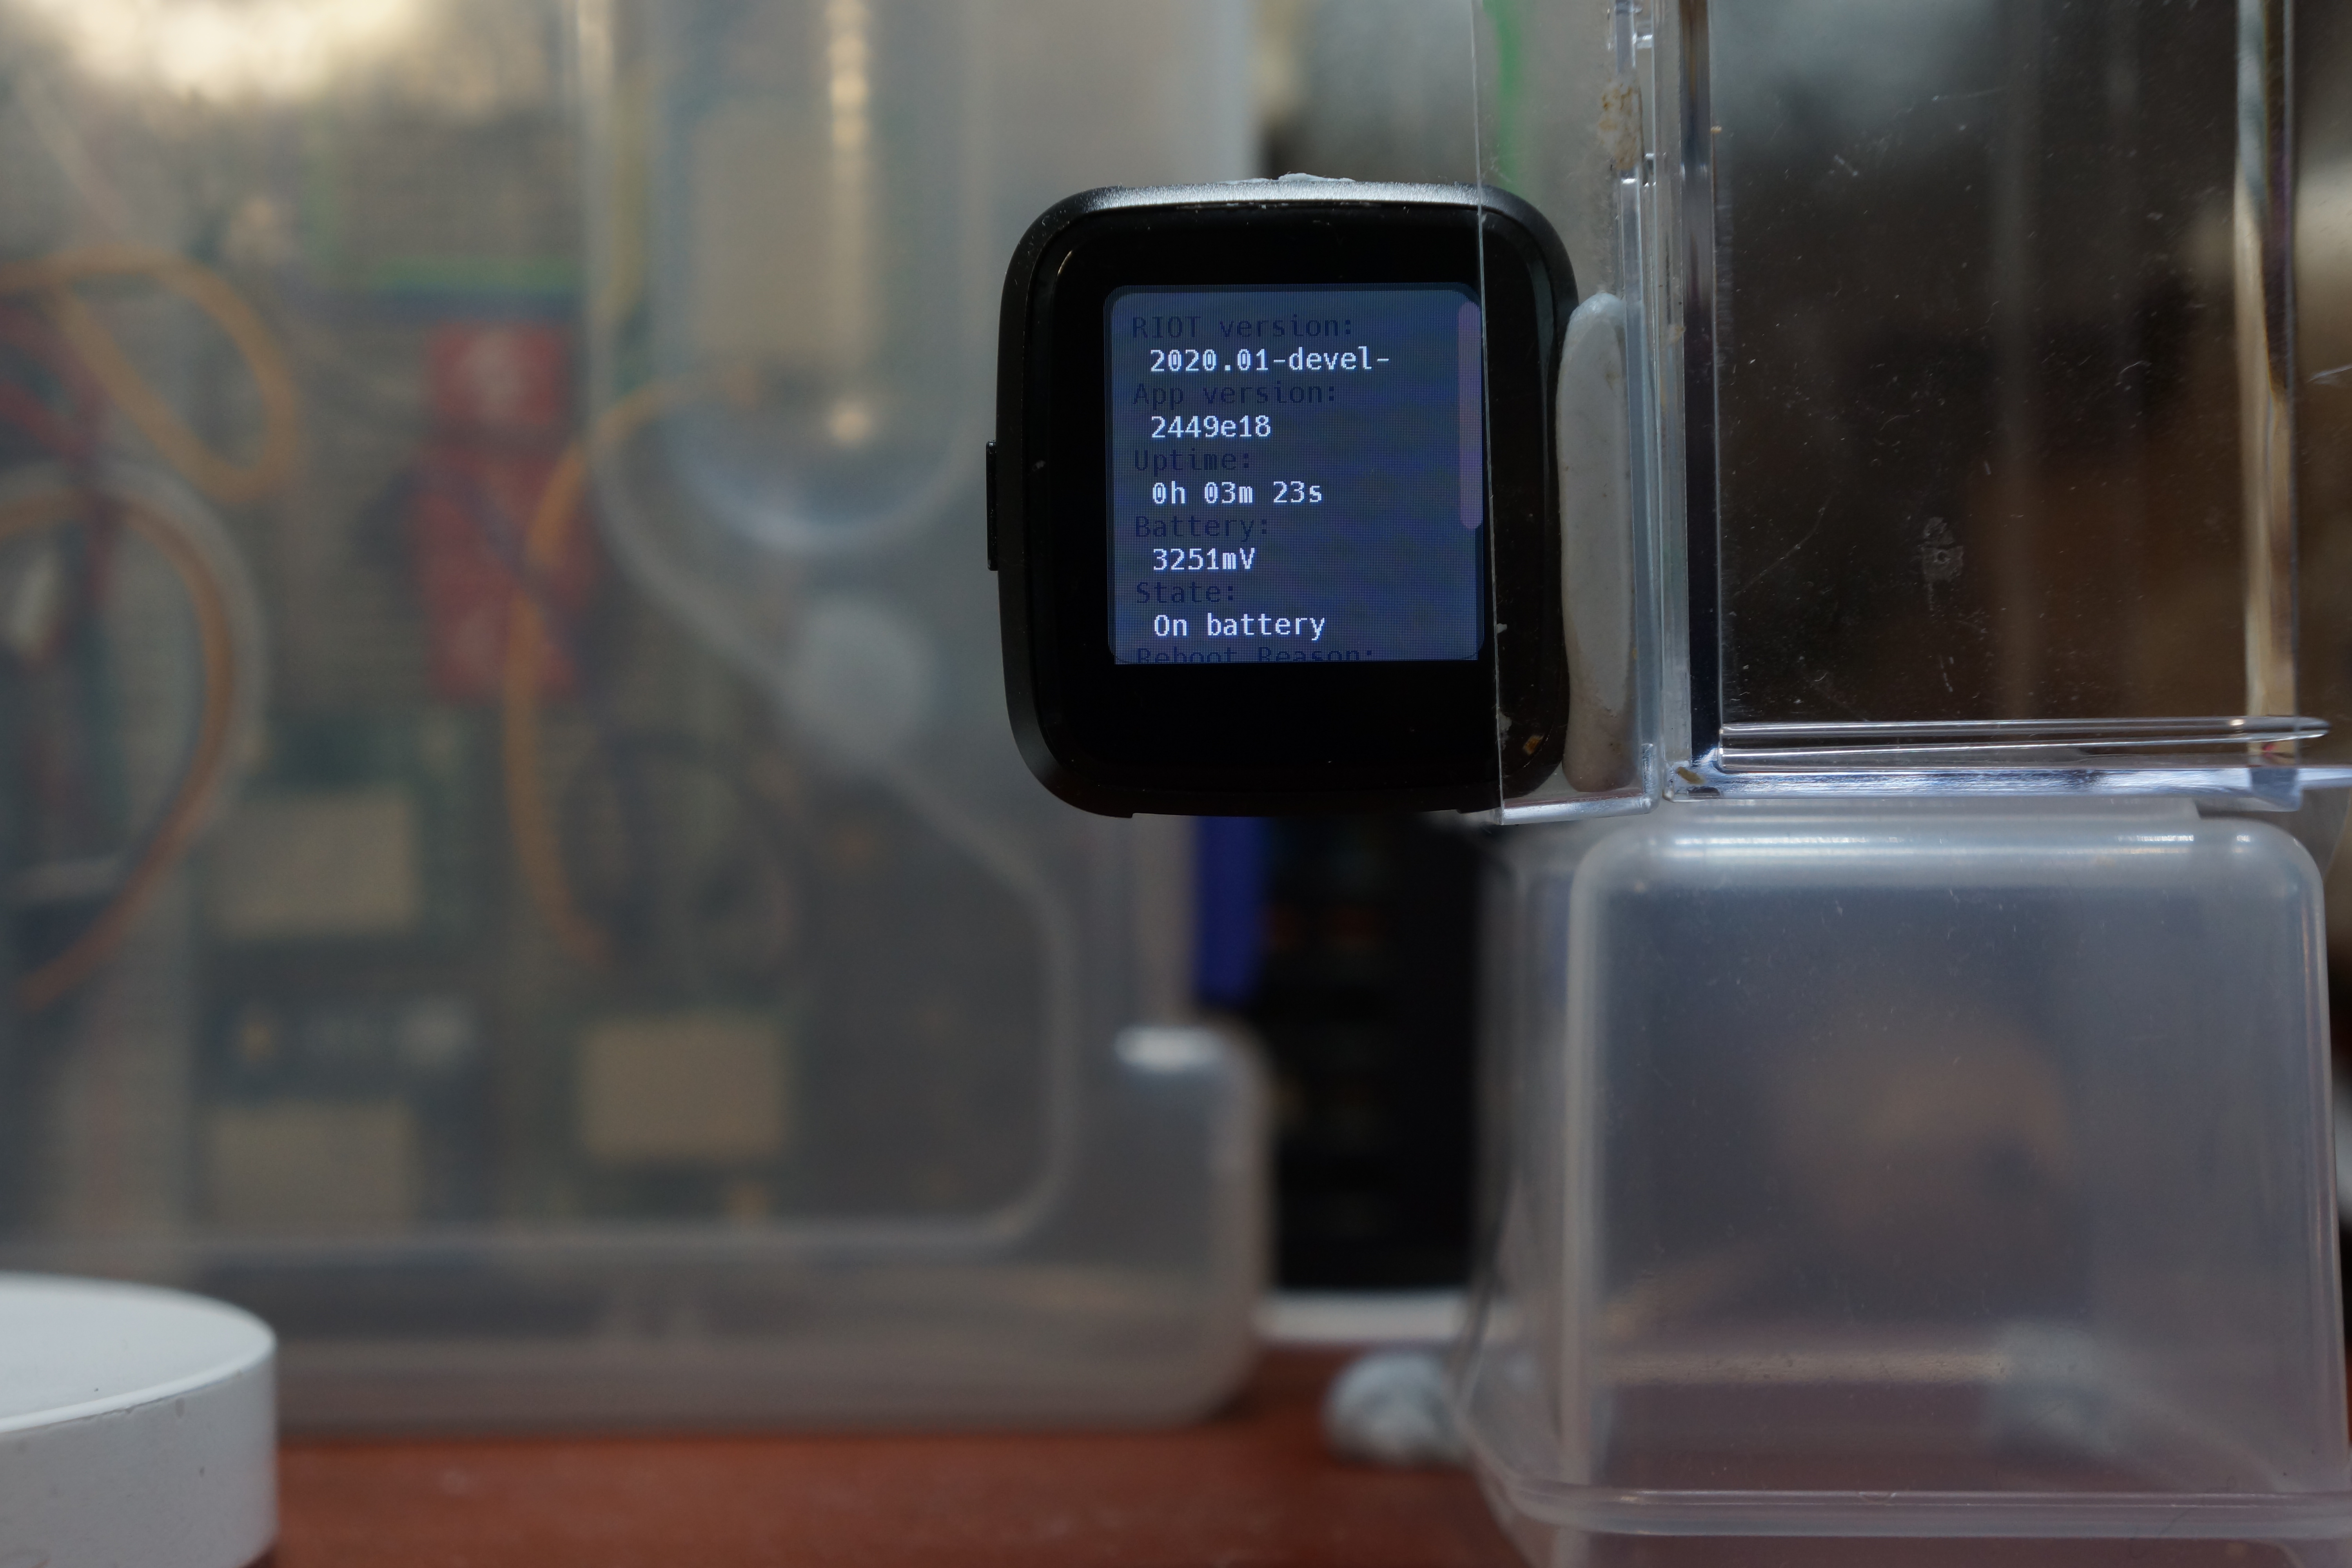 RIOT version:
2020.01-devel-
App version:
2449e18
Uptime:
0h 03m 23s
Battery:
3251mV
State:
On battery
Reboot Reason: